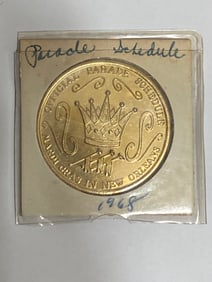 Parade Schedule
OFFICIAL PARADE SCHEDULE
MARDI GRAS IN NEW ORLEANS
1968